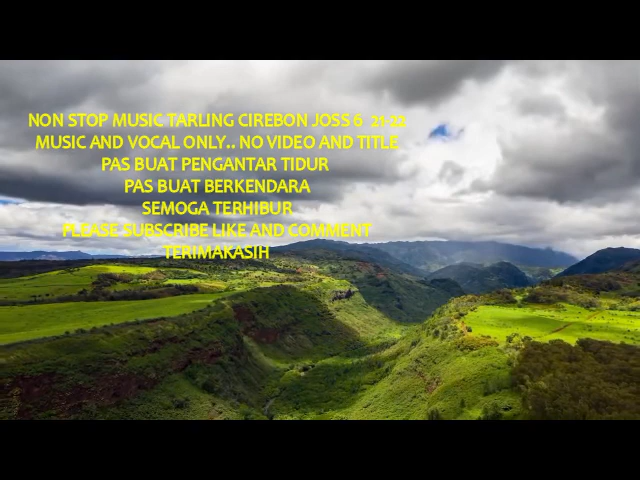 NON STOP MUSIC TARLING CIREBON JOSS 6 21-22
MUSIC AND VOCAL ONLY.. NO VIDEO AND TITLE
PAS BUAT PENGANTAR TIDUR
PAS BUAT BERKENDARA
SEMOGA TERHIBUR
PLEASE SUBSCRIBE LIKE AND COMMENT
TERIMAKASIH